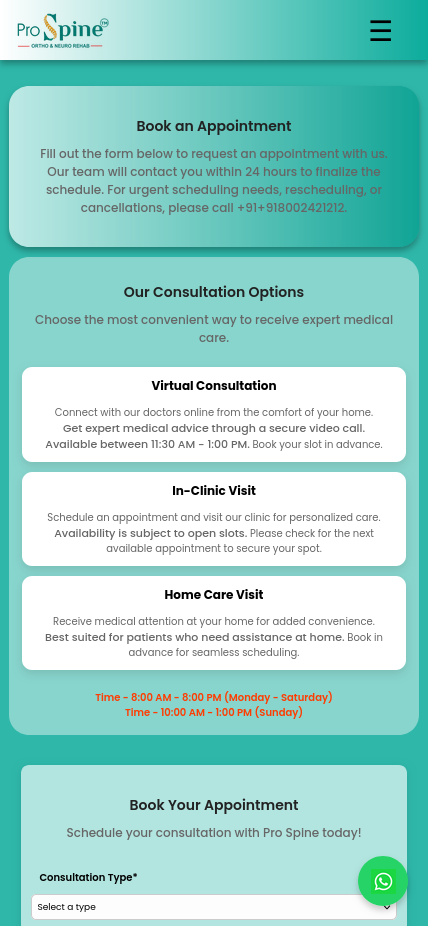 Pro Spine TM
ORTHO & NEURO REHAB
Book an Appointment
Fill out the form below to request an appointment with us.
Our team will contact you within 24 hours to finalize the
schedule. For urgent scheduling needs, rescheduling, or
cancellations, please call +91+918002421212.
Our Consultation Options
Choose the most convenient way to receive expert medical
care.
Virtual Consultation
Connect with our doctors online from the comfort of your home.
Get expert medical advice through a secure video call.
Available between 11:30 AM - 1:00 PM. Book your slot in advance.
In-Clinic Visit
Schedule an appointment and visit our clinic for personalized care.
Availability is subject to open slots. Please check for the next
available appointment to secure your spot.
Home Care Visit
Receive medical attention at your home for added convenience.
Best suited for patients who need assistance at home. Book in
advance for seamless scheduling.
Time - 8:00 AM - 8:00 PM (Monday - Saturday)
Time - 10:00 AM - 1:00 PM (Sunday)
Book Your Appointment
Schedule your consultation with Pro Spine today!
Consultation Type*
Select a type